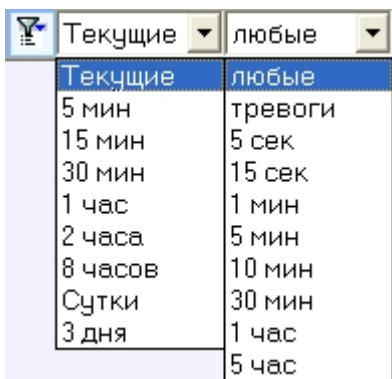 Текущие любые
Текущие любые
5 мин тревоги
15 мин 5 сек
30 мин 15 сек
1 час 1 мин
2 часа 5 мин
8 часов 10 мин
Сутки 30 мин
3 дня 1 час
5 час